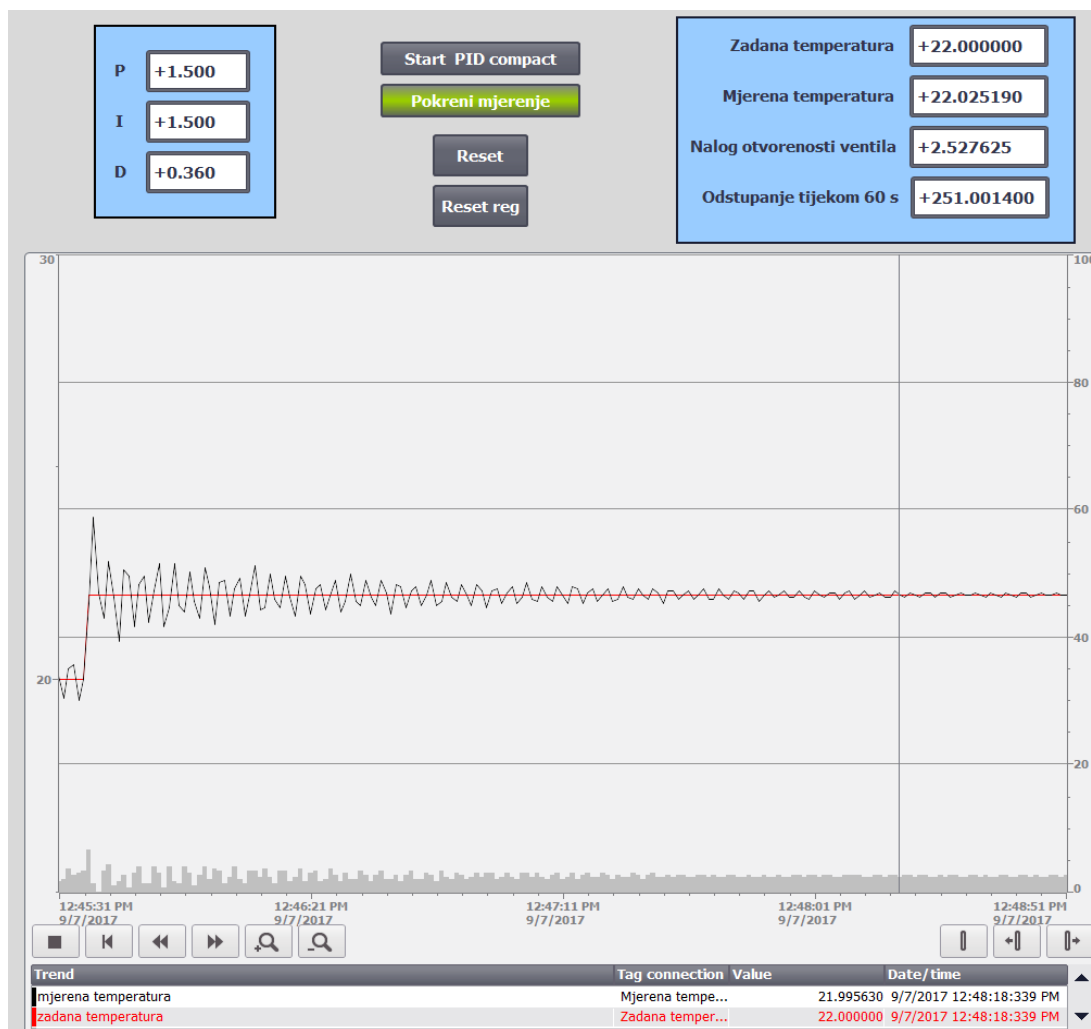 P +1.500
I +1.500
D +0.360
Start PID compact
Pokreni mjerenje
Reset
Reset reg
Zadana temperatura +22.000000
Mjerena temperatura +22.025190
Nalog otvorenosti ventila +2.527625
Odstupanje tijekom 60 s +251.001400
30 100
80
60
40
20
20
0
12:45:31 PM 12:46:21 PM 12:47:11 PM 12:48:01 PM 12:48:51 PM
9/7/2017 9/7/2017 9/7/2017 9/7/2017 9/7/2017
Trend Tag connection Value Date/time
mjerena temperatura Mjerena tempe... 21.995630 9/7/2017 12:48:18:339 PM
zadana temperatura Zadana temper... 22.000000 9/7/2017 12:48:18:339 PM